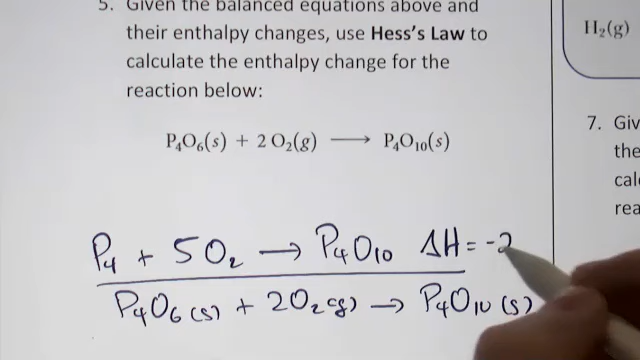 5. Given the balanced equations above and
their enthalpy changes, use Hess's Law to
calculate the enthalpy change for the
reaction below:
P₄O₆(s) + 2 O₂(g) ⟶ P₄O₁₀(s)
P₄ + 5O₂ → P₄O₁₀ ΔH = -2
P₄O₆(s) + 2O₂(g) → P₄O₁₀(s)
H₂(g)
7. Giv
the
cal
rea